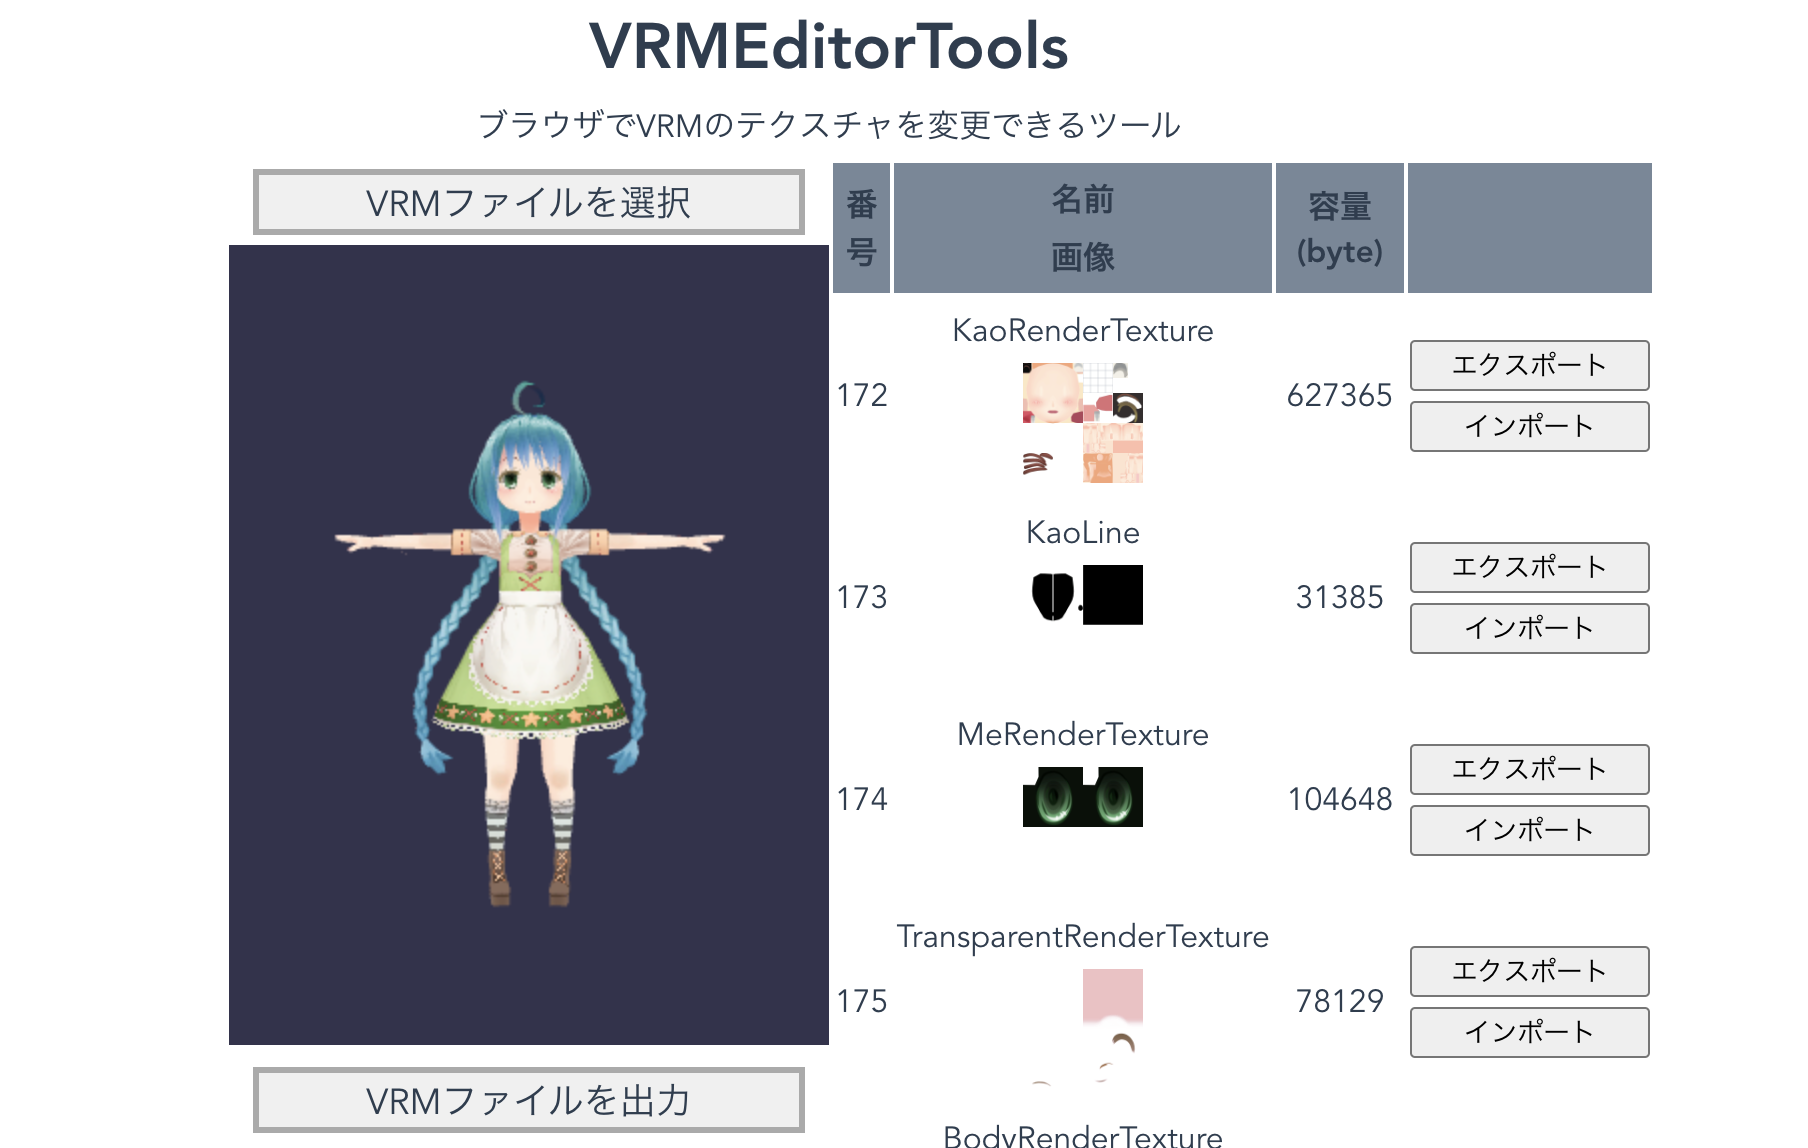 VRMEditorTools
ブラウザでVRMのテクスチャを変更できるツール
VRMファイルを選択
番号
名前
画像
容量
(byte)
172
KaoRenderTexture
627365
エクスポート
インポート
173
KaoLine
31385
エクスポート
インポート
174
MeRenderTexture
104648
エクスポート
インポート
175
TransparentRenderTexture
78129
エクスポート
インポート
BodyRenderTexture
VRMファイルを出力